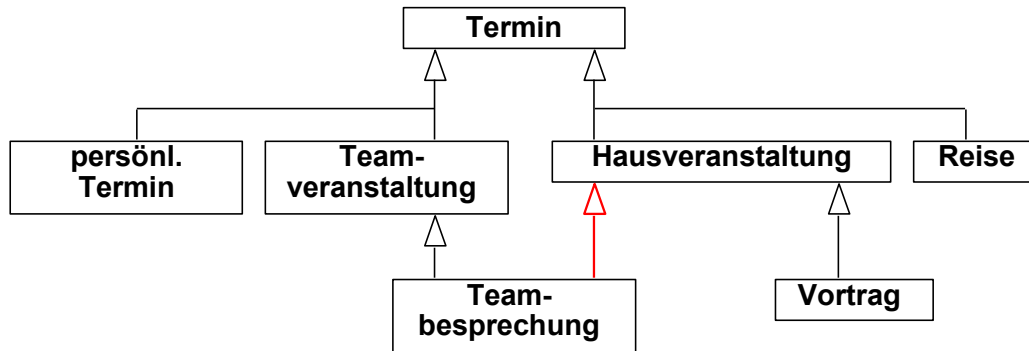 Termin
persönl.
Termin
Team-
veranstaltung
Hausveranstaltung
Reise
Team-
besprechung
Vortrag